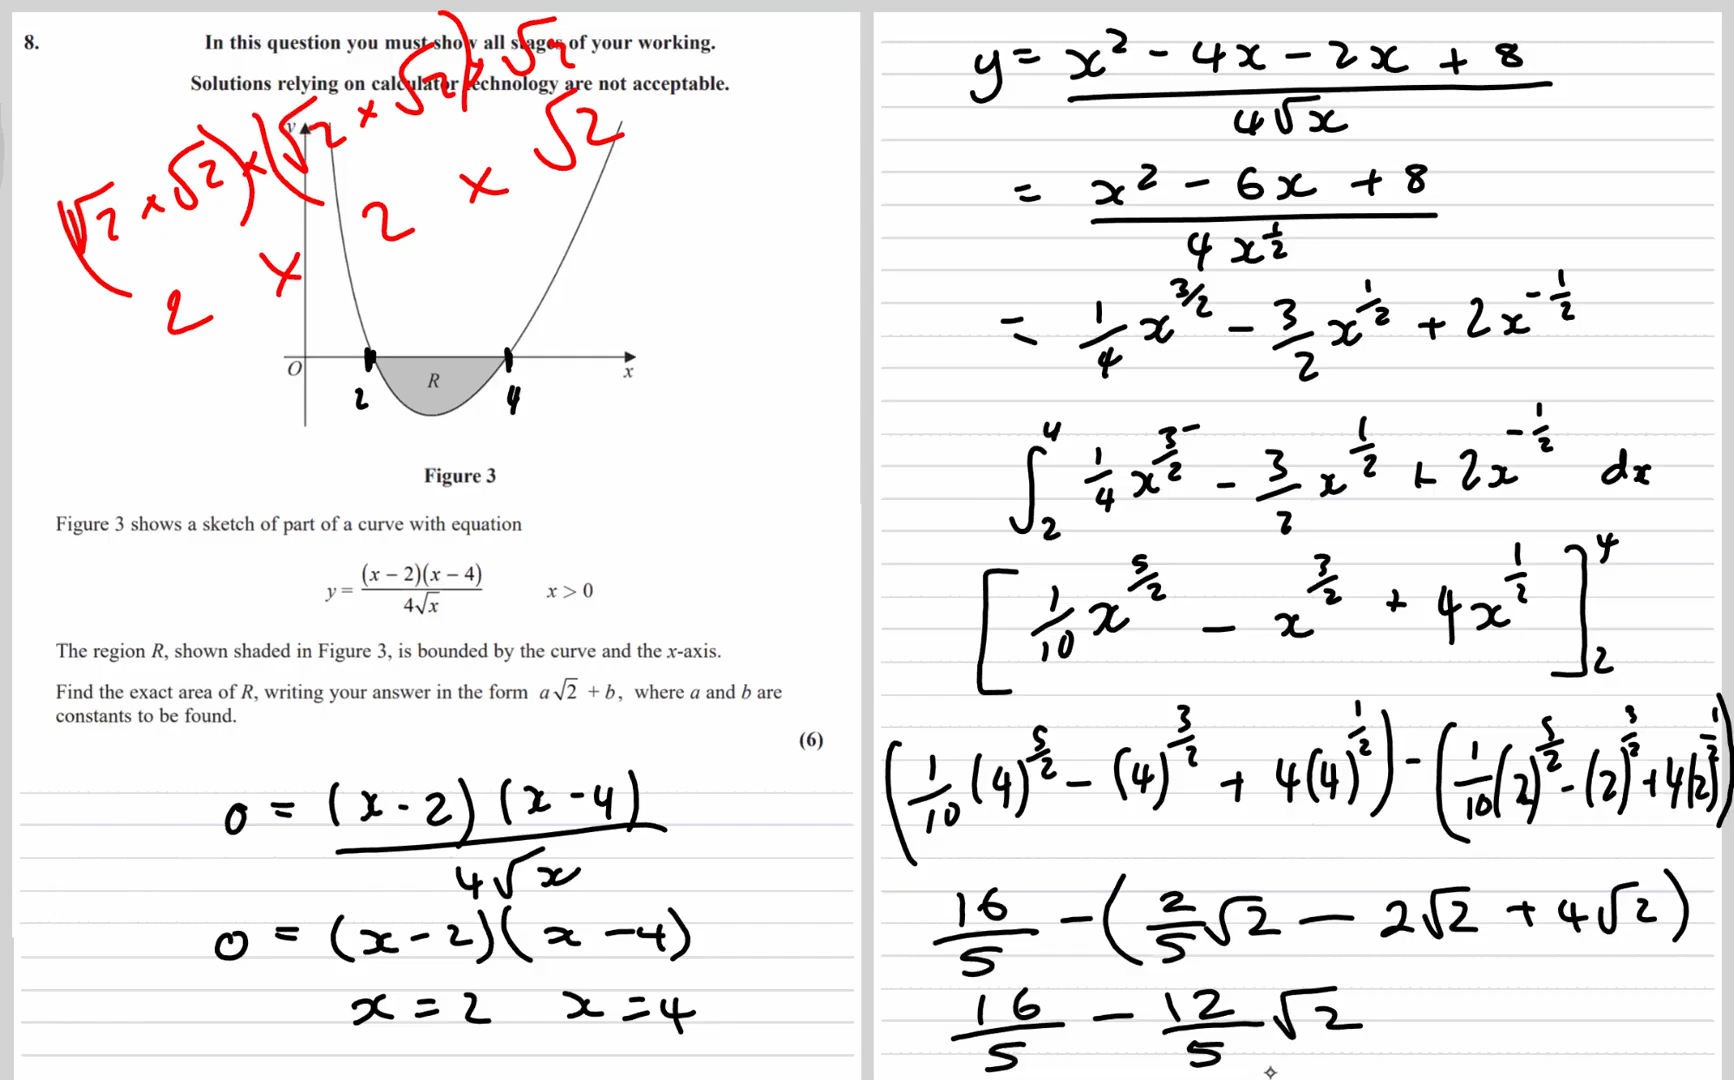 8. In this question you must show all stages of your working.
Solutions relying on calculator technology are not acceptable.
(√2 × √2) × (√2 × √2) × √2
2 × 2 × √2
y
O
R
x
2
4
Figure 3
Figure 3 shows a sketch of part of a curve with equation
y = (x − 2)(x − 4) / 4√x x > 0
The region R, shown shaded in Figure 3, is bounded by the curve and the x-axis.
Find the exact area of R, writing your answer in the form a√2 + b, where a and b are
constants to be found.
(6)
0 = (x - 2)(x - 4) / 4√x
0 = (x - 2)(x - 4)
x = 2 x = 4
y = x² - 4x - 2x + 8 / 4√x
= x² - 6x + 8 / 4x^(1/2)
= 1/4 x^(3/2) - 3/2 x^(1/2) + 2x^(-1/2)
∫₂⁴ 1/4 x^(3/2) - 3/2 x^(1/2) + 2x^(-1/2) dx
[1/10 x^(5/2) - x^(3/2) + 4x^(1/2)]₂⁴
(1/10 (4)^(5/2) - (4)^(3/2) + 4(4)^(1/2)) - (1/10 (2)^(5/2) - (2)^(3/2) + 4(2)^(1/2))
16/5 - (2/5 √2 - 2√2 + 4√2)
16/5 - 12/5 √2